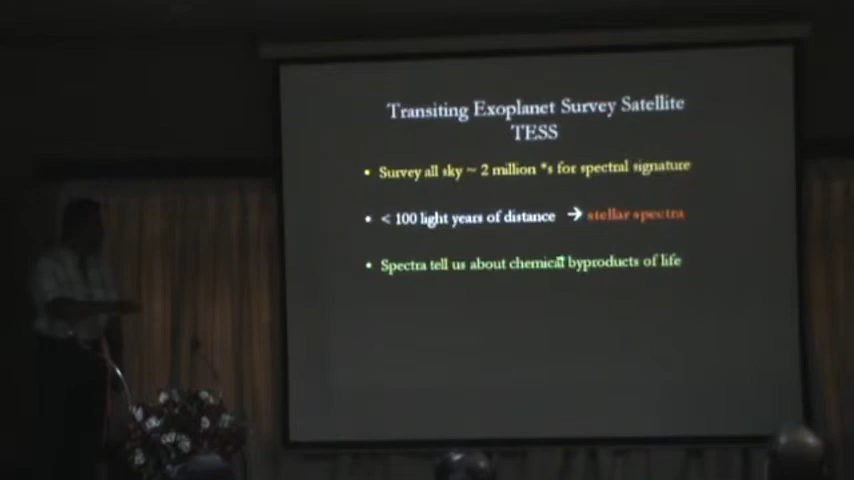 Transiting Exoplanet Survey Satellite
TESS
• Survey all sky ~ 2 million *s for spectral signature
• < 100 light years of distance → stellar spectra
• Spectra tell us about chemical byproducts of life